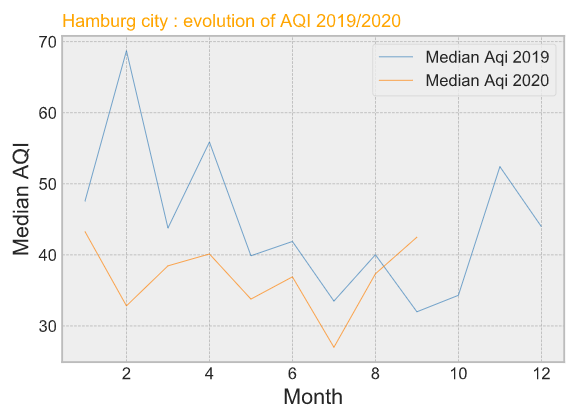 Hamburg city : evolution of AQI 2019/2020
70
60
50
40
30
Median AQI
Median Aqi 2019
Median Aqi 2020
2 4 6 8 10 12
Month